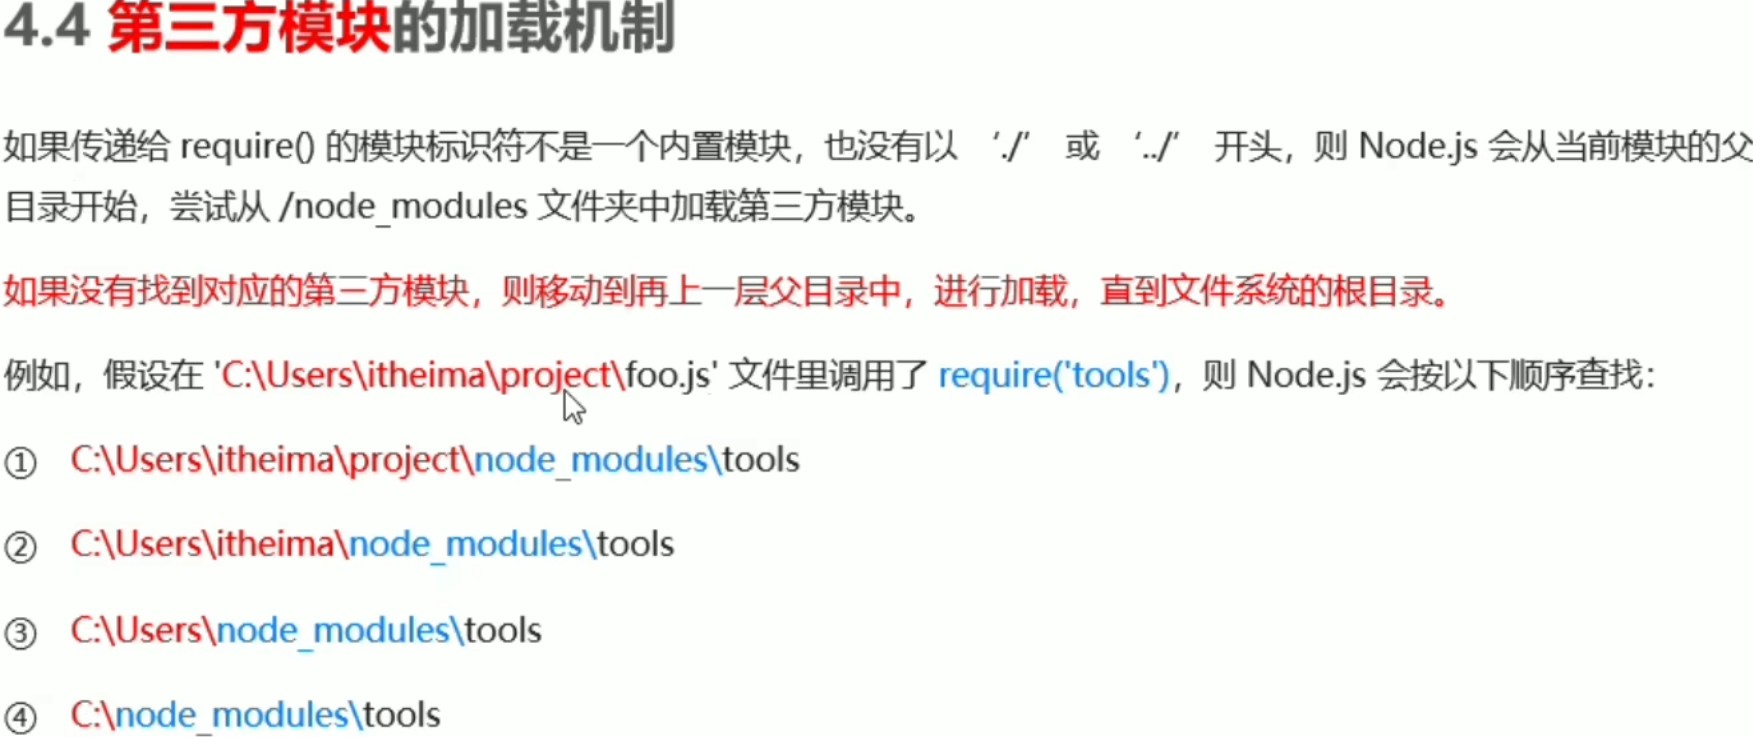 4.4 第三方模块的加载机制
如果传递给 require() 的模块标识符不是一个内置模块，也没有以 ‘./’ 或 ‘../’ 开头，则 Node.js 会从当前模块的父
目录开始，尝试从 /node_modules 文件夹中加载第三方模块。
如果没有找到对应的第三方模块，则移动到再上一层父目录中，进行加载，直到文件系统的根目录。
例如，假设在 'C:\Users\itheima\project\foo.js' 文件里调用了 require('tools')，则 Node.js 会按以下顺序查找：
① C:\Users\itheima\project\node_modules\tools
② C:\Users\itheima\node_modules\tools
③ C:\Users\node_modules\tools
④ C:\node_modules\tools